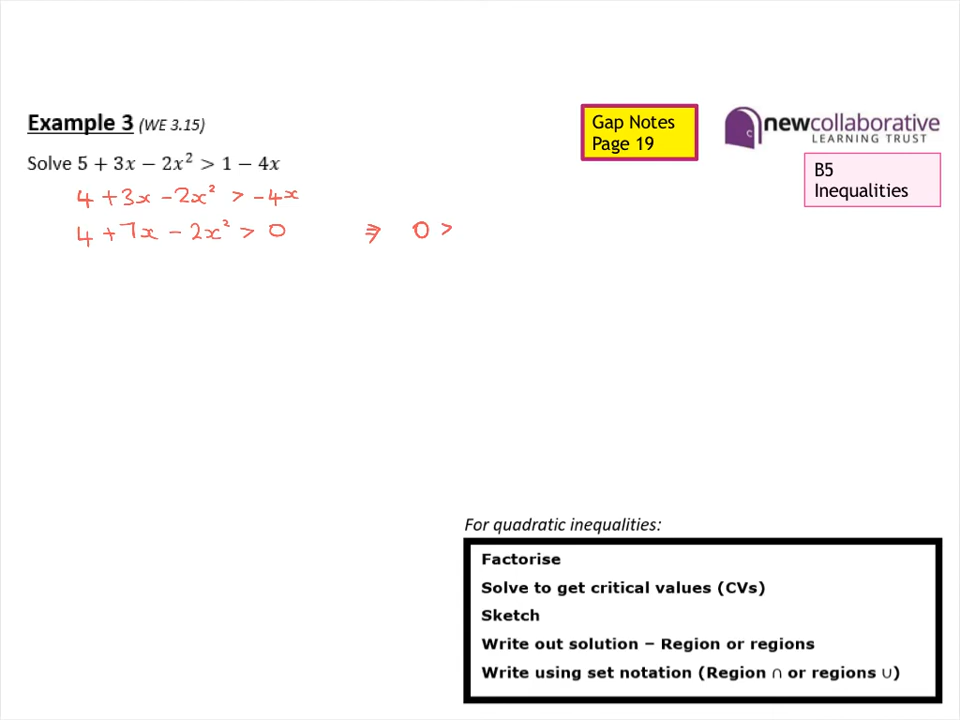 Example 3 (WE 3.15)
Gap Notes
Page 19
newcollaborative
LEARNING TRUST
B5
Inequalities
Solve 5 + 3x − 2x² > 1 − 4x
4 + 3x − 2x² > −4x
4 + 7x − 2x² > 0 ⇒ 0 >
For quadratic inequalities:
Factorise
Solve to get critical values (CVs)
Sketch
Write out solution – Region or regions
Write using set notation (Region ∩ or regions ∪)